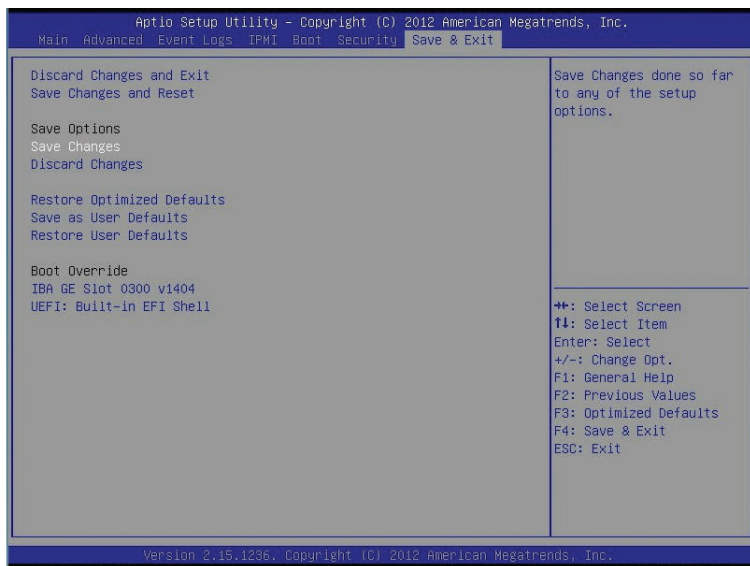 Aptio Setup Utility – Copyright (C) 2012 American Megatrends, Inc.
Main Advanced Event Logs IPMI Boot Security Save & Exit
Discard Changes and Exit
Save Changes and Reset
Save Options
Save Changes
Discard Changes
Restore Optimized Defaults
Save as User Defaults
Restore User Defaults
Boot Override
IBA GE Slot 0300 v1404
UEFI: Built-in EFI Shell
Save Changes done so far
to any of the setup
options.
→←: Select Screen
↑↓: Select Item
Enter: Select
+/-: Change Opt.
F1: General Help
F2: Previous Values
F3: Optimized Defaults
F4: Save & Exit
ESC: Exit
Version 2.15.1236. Copyright (C) 2012 American Megatrends, Inc.